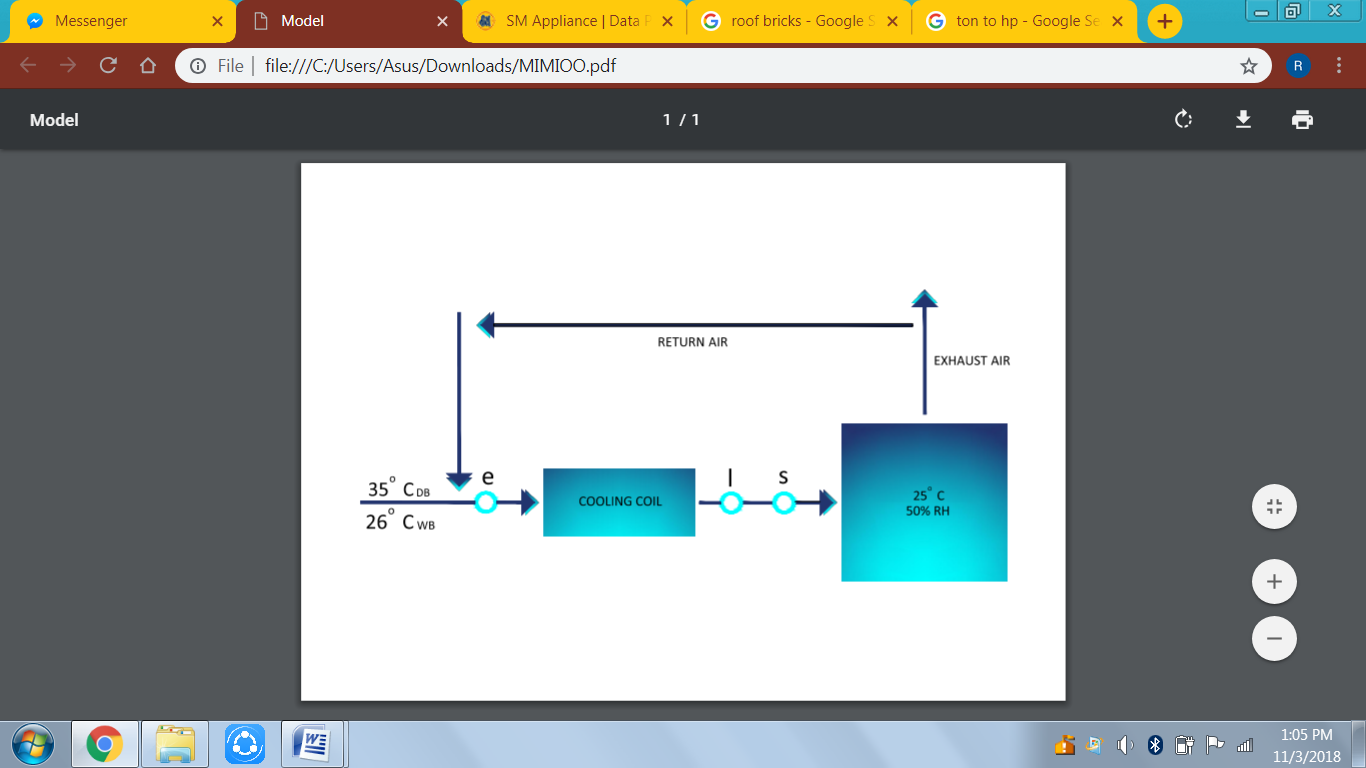 Messenger
Model
SM Appliance | Data P
roof bricks - Google S
ton to hp - Google Se
File
file:///C:/Users/Asus/Downloads/MIMIOO.pdf
R
Model
1 / 1
RETURN AIR
EXHAUST AIR
35° C DB
26° C WB
e
COOLING COIL
l
s
25° C
50% RH
1:05 PM
11/3/2018